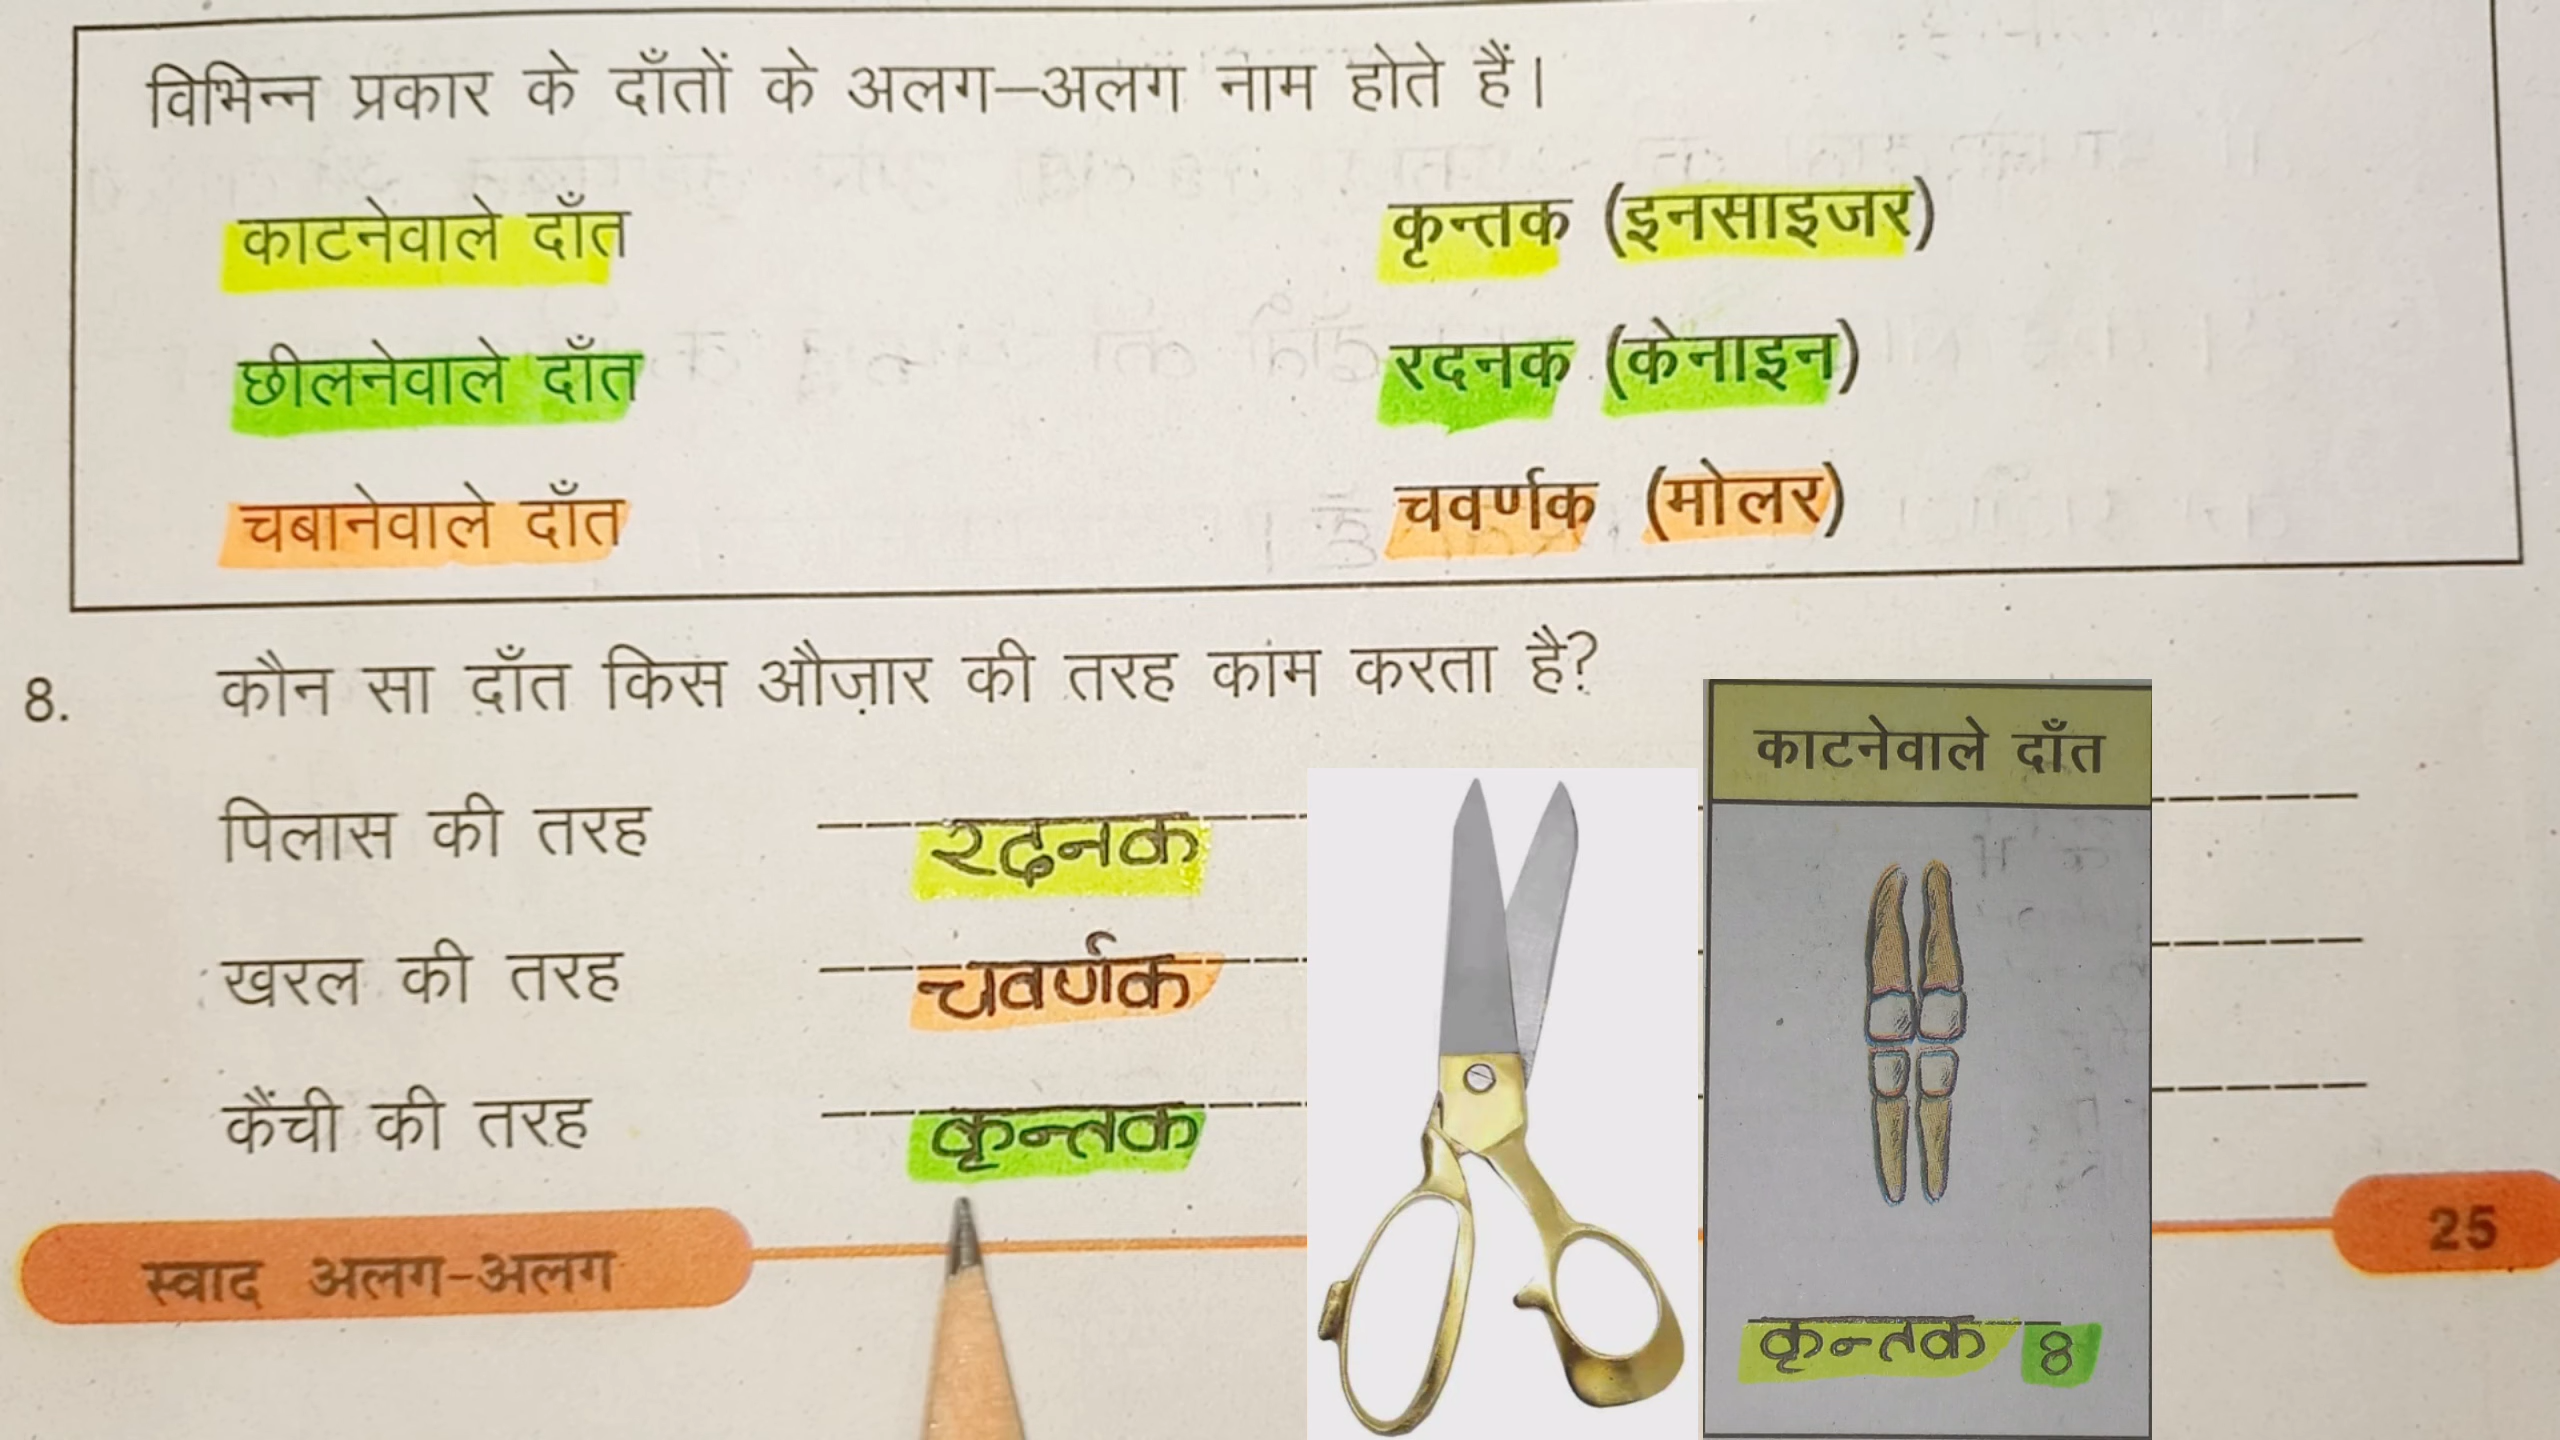 विभिन्न प्रकार के दाँतों के अलग–अलग नाम होते हैं।
काटनेवाले दाँत कृन्तक (इनसाइजर)
छीलनेवाले दाँत रदनक (केनाइन)
चबानेवाले दाँत चवर्णक (मोलर)
8. कौन सा दाँत किस औज़ार की तरह काम करता है?
पिलास की तरह रदनक
खरल की तरह चवर्णक
कैंची की तरह कृन्तक
काटनेवाले दाँत
कृन्तक 8
स्वाद अलग-अलग 25